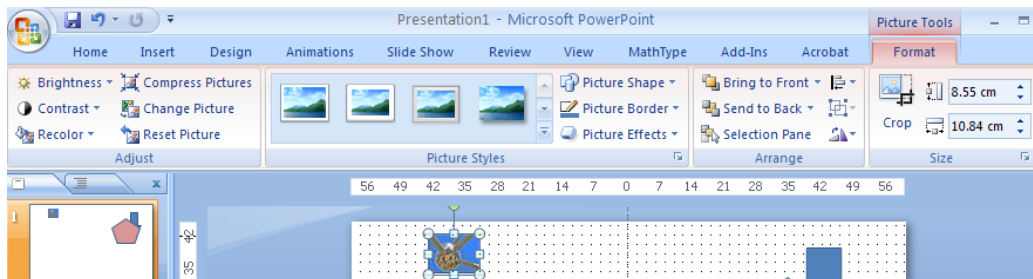 Presentation1 - Microsoft PowerPoint
Picture Tools
Home Insert Design Animations Slide Show Review View MathType Add-Ins Acrobat Format
Brightness Compress Pictures Picture Shape Bring to Front 8.55 cm
Contrast Change Picture Picture Border Send to Back
Recolor Reset Picture Picture Effects Selection Pane Crop 10.84 cm
Adjust Picture Styles Arrange Size
x 56 49 42 35 28 21 14 7 0 7 14 21 28 35 42 49 56
1
42
35